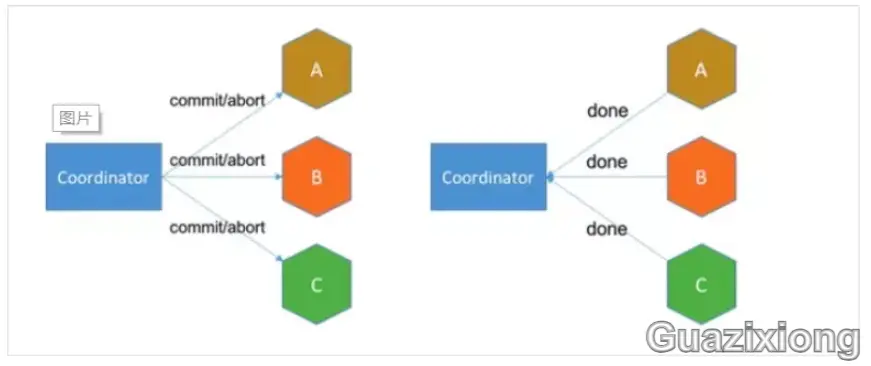 A
commit/abort
图片
Coordinator
commit/abort
B
commit/abort
C
A
done
Coordinator
done
B
done
C
Guazixiong